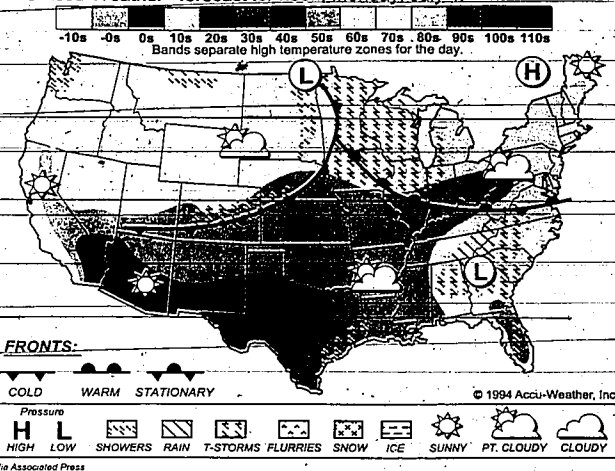 -10s -0s 0s 10s 20s 30s 40s 50s 60s 70s 80s 90s 100s 110s
Bands separate high temperature zones for the day.
L
H
L
FRONTS:
COLD WARM STATIONARY
© 1994 Accu-Weather, Inc
Pressure
H L
HIGH LOW SHOWERS RAIN T-STORMS FLURRIES SNOW ICE SUNNY PT. CLOUDY CLOUDY
Via Associated Press